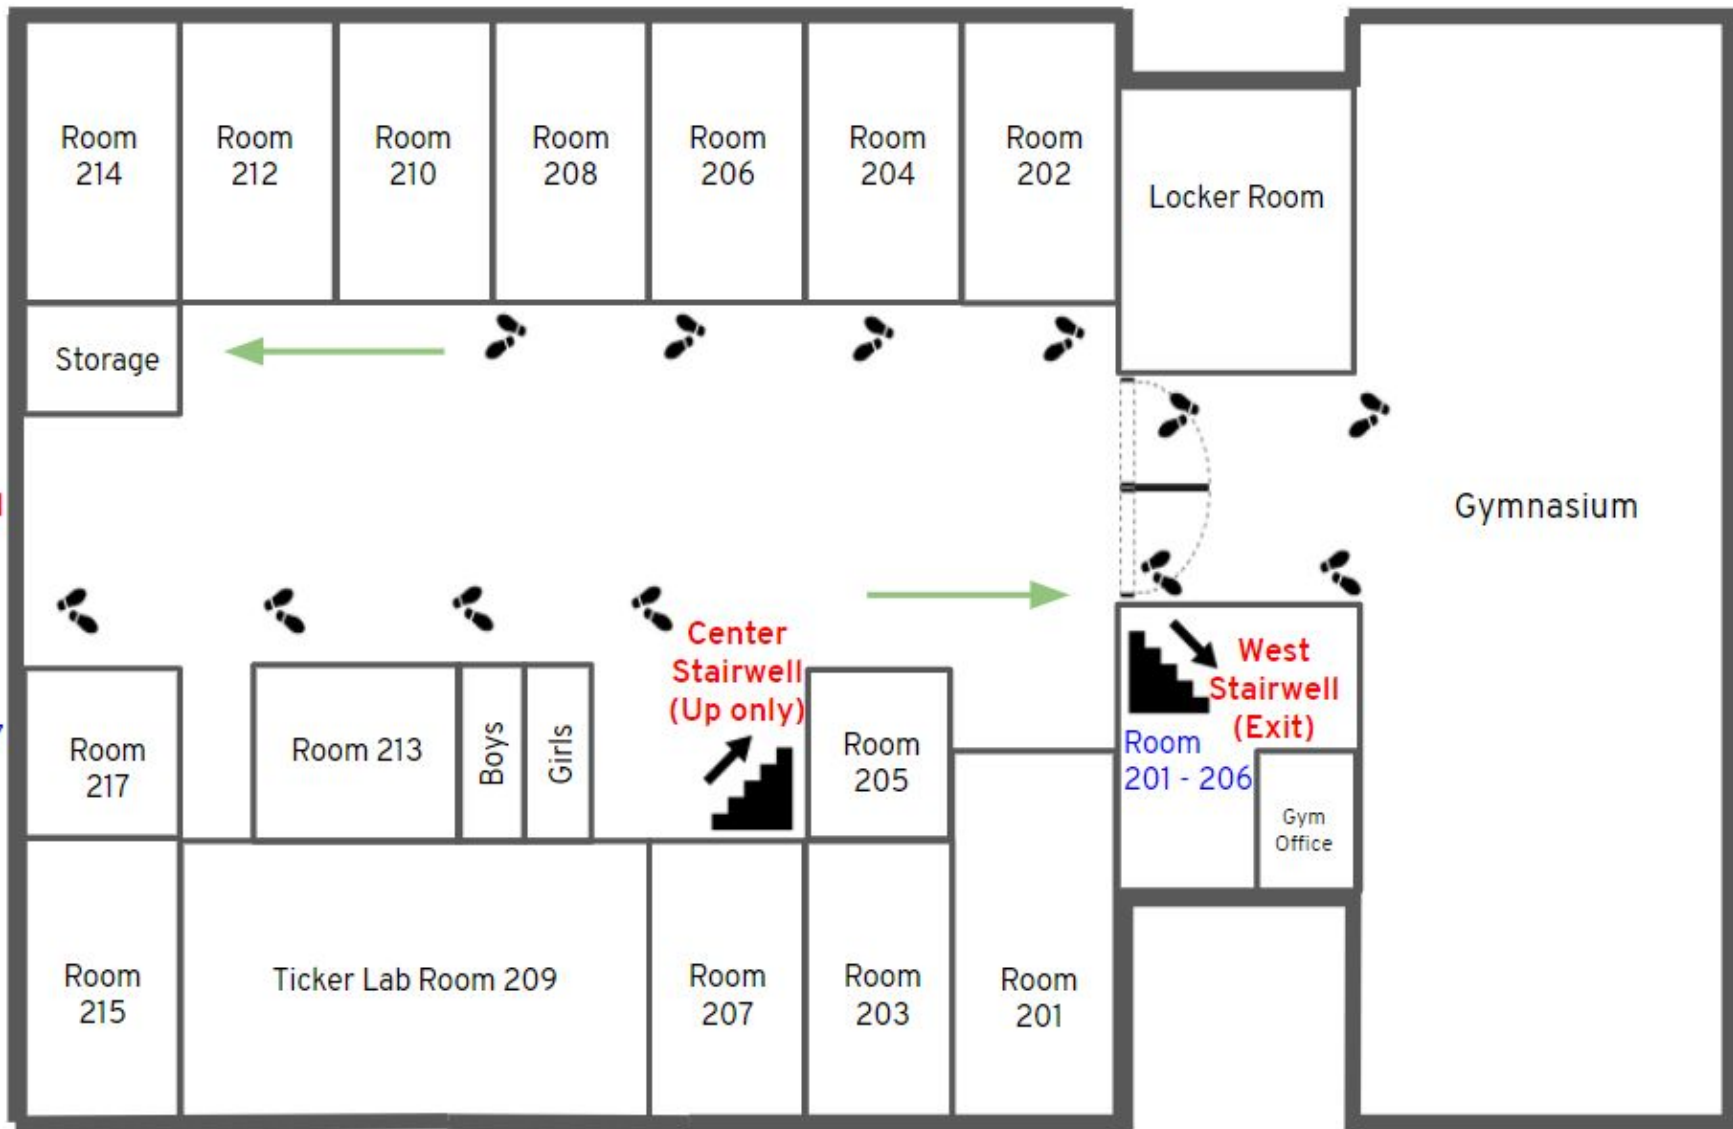 Room
214
Room
212
Room
210
Room
208
Room
206
Room
204
Room
202
Locker Room
Storage
Gymnasium
Center
Stairwell
(Up only)
West
Stairwell
(Exit)
Room
217
Room 213
Boys
Girls
Room
205
Room
201 - 206
Gym
Office
Room
215
Ticker Lab Room 209
Room
207
Room
203
Room
201